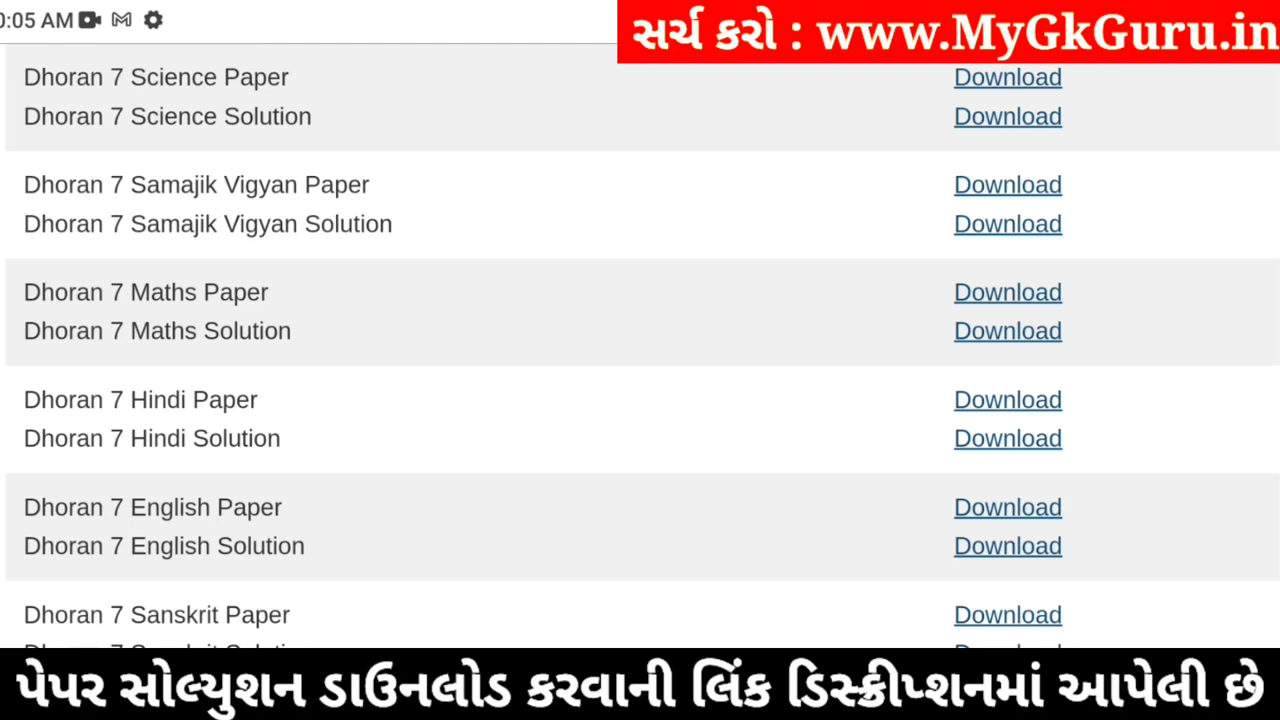 0:05 AM
સર્ચ કરો : www.MyGkGuru.in
Dhoran 7 Science Paper Download
Dhoran 7 Science Solution Download
Dhoran 7 Samajik Vigyan Paper Download
Dhoran 7 Samajik Vigyan Solution Download
Dhoran 7 Maths Paper Download
Dhoran 7 Maths Solution Download
Dhoran 7 Hindi Paper Download
Dhoran 7 Hindi Solution Download
Dhoran 7 English Paper Download
Dhoran 7 English Solution Download
Dhoran 7 Sanskrit Paper Download
પેપર સોલ્યુશન ડાઉનલોડ કરવાની લિંક ડિસ્ક્રીપ્શનમાં આપેલી છે